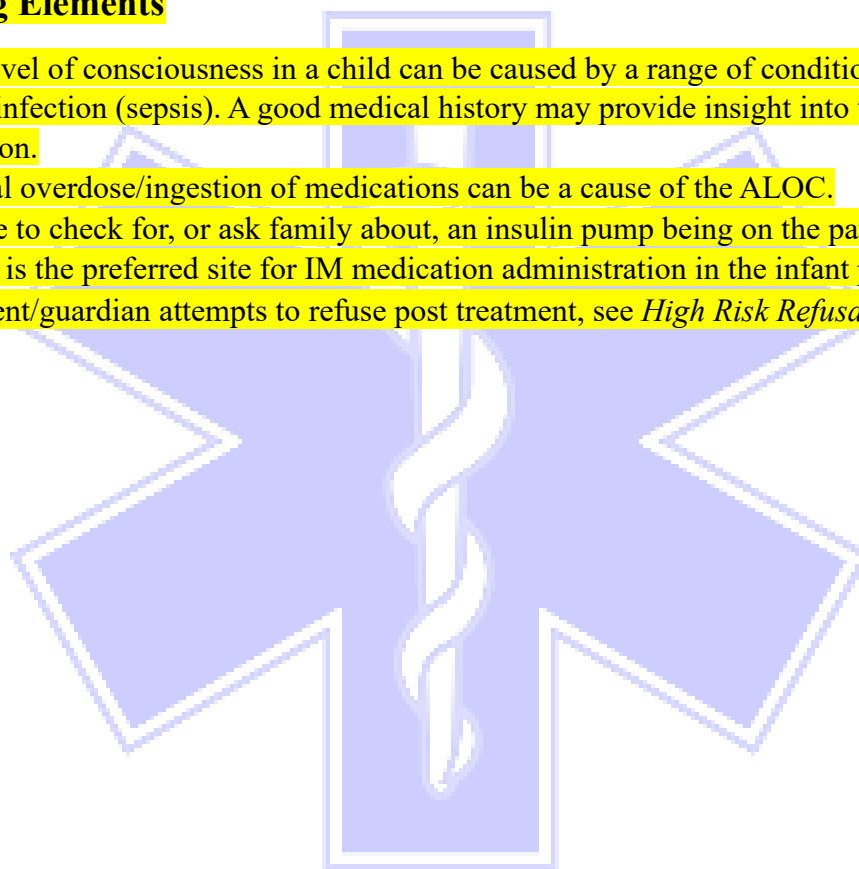 g Elements
vel of consciousness in a child can be caused by a range of conditio
infection (sepsis). A good medical history may provide insight into
on.
al overdose/ingestion of medications can be a cause of the ALOC.
e to check for, or ask family about, an insulin pump being on the pa
is the preferred site for IM medication administration in the infant
ent/guardian attempts to refuse post treatment, see High Risk Refusa